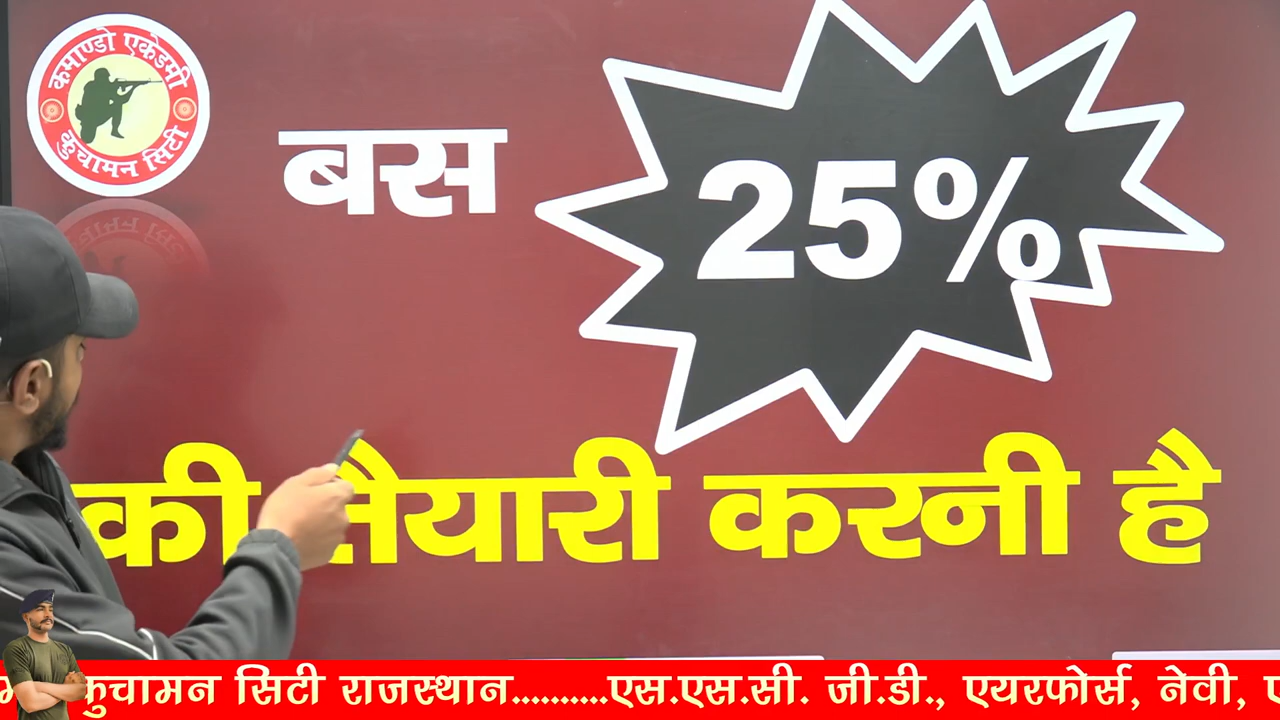 कमाण्डो एकेडमी
कुचामन सिटी
बस
25%
की तैयारी करनी है
कुचामन सिटी राजस्थान..........एस.एस.सी. जी.डी., एयरफोर्स, नेवी,